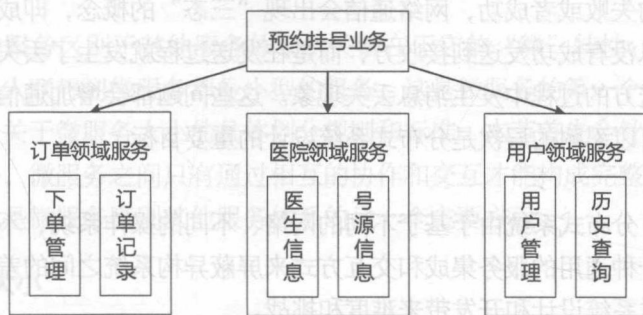 预约挂号业务
订单领域服务
下单管理
订单记录
医院领域服务
医生信息
号源信息
用户领域服务
用户管理
历史查询